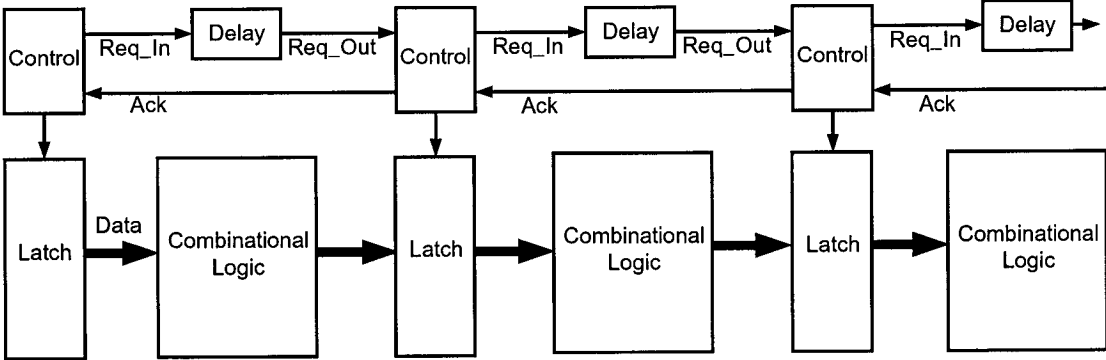 Control
Req_In
Delay
Req_Out
Control
Req_In
Delay
Req_Out
Control
Req_In
Delay
Ack
Ack
Ack
Latch
Data
Combinational
Logic
Latch
Combinational
Logic
Latch
Combinational
Logic